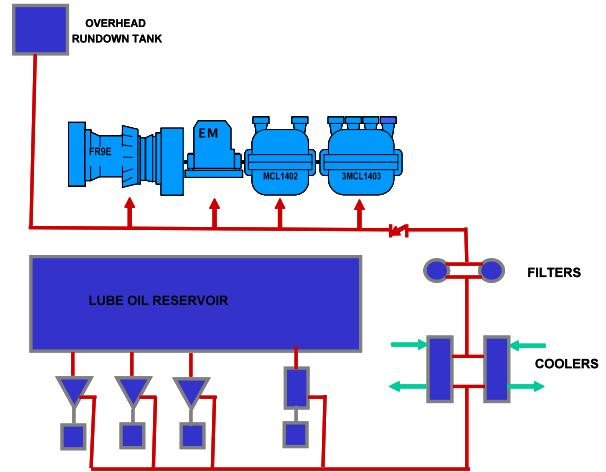 OVERHEAD
RUNDOWN TANK
FR9E
EM
MCL1402
3MCL1403
FILTERS
LUBE OIL RESERVOIR
COOLERS